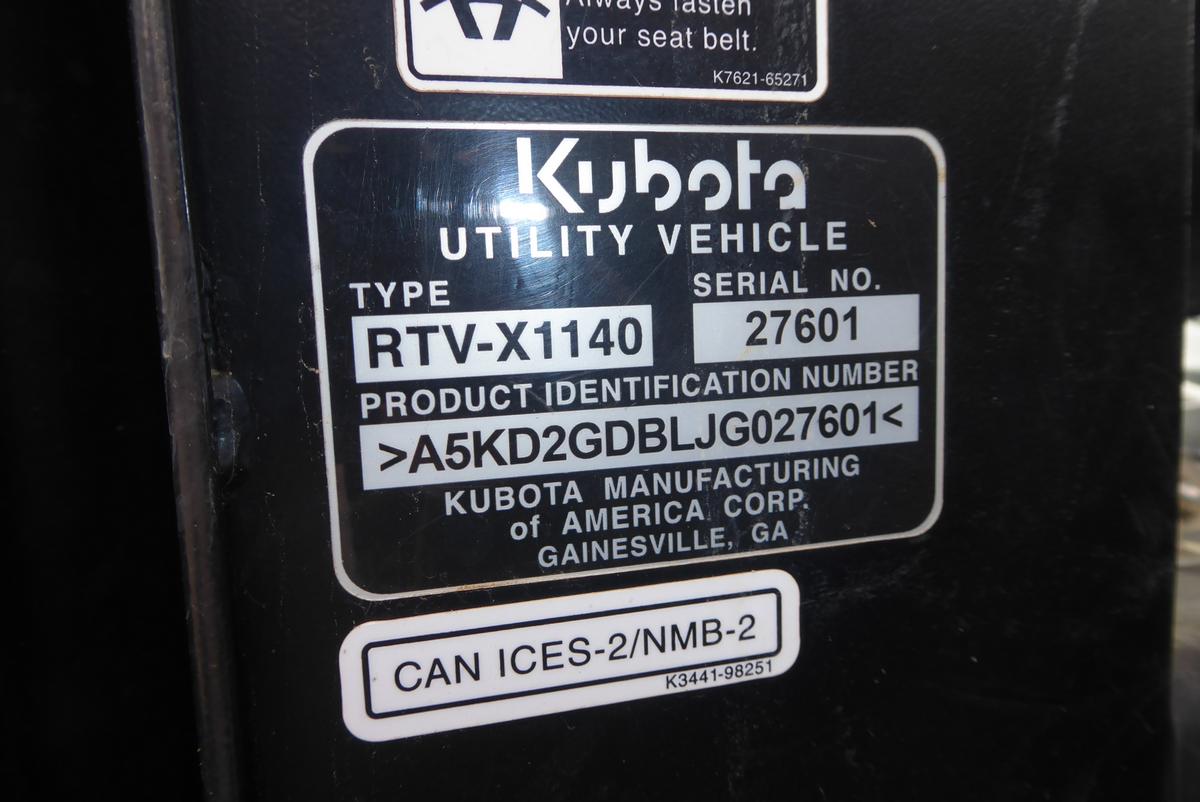 Always fasten
your seat belt.
K7621-65271
Kubota
UTILITY VEHICLE
TYPE SERIAL NO.
RTV-X1140 27601
PRODUCT IDENTIFICATION NUMBER
>A5KD2GDBLJG027601<
KUBOTA MANUFACTURING
of AMERICA CORP.
GAINESVILLE, GA
CAN ICES-2/NMB-2
K3441-98251